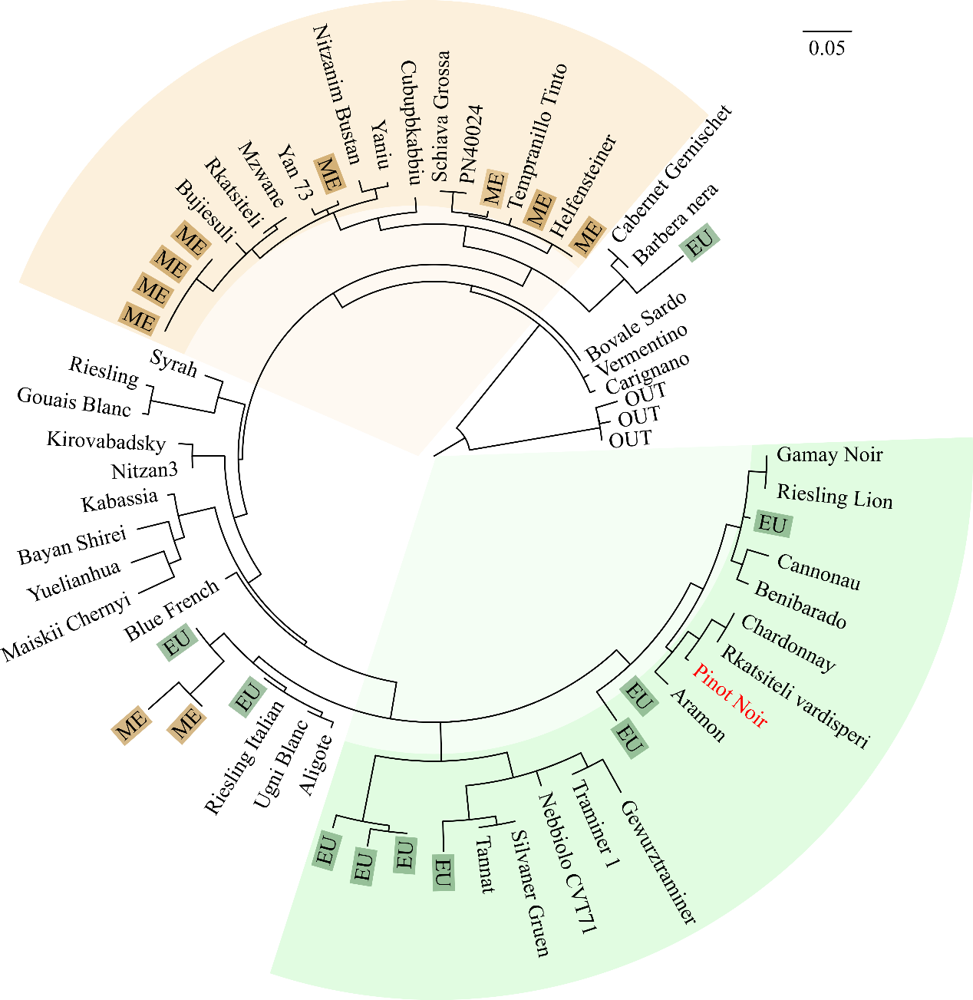 0.05
Nitzanim Bustan
Yaniu
Cubupbkabbiu
Schiava Grossa
PN40024
ME
Tempranillo Tinto
ME
Helfensteiner
ME
Cabernet Gernischet
Barbera nera
EU
Bovale Sardo
Vermentino
Carignano
OUT
OUT
OUT
Gamay Noir
Riesling Lion
EU
Cannonau
Benibarado
Chardonnay
Rkatsiteli vardisperi
Pinot Noir
Aramon
EU
EU
Gewurztraminer
Traminer 1
Nebbiolo CVT71
Silvaner Gruen
Tannat
EU
EU
EU
EU
Aligote
Ugni Blanc
Riesling Italian
EU
ME
ME
EU
Blue French
Maiskii Chernyi
Yuelianhua
Bayan Shirei
Kabassia
Nitzan3
Kirovabadsky
Gouais Blanc
Riesling
Syrah
ME
ME
ME
ME
Bujiesuli
Rkatsiteli
Mzwane
Yan 73
ME